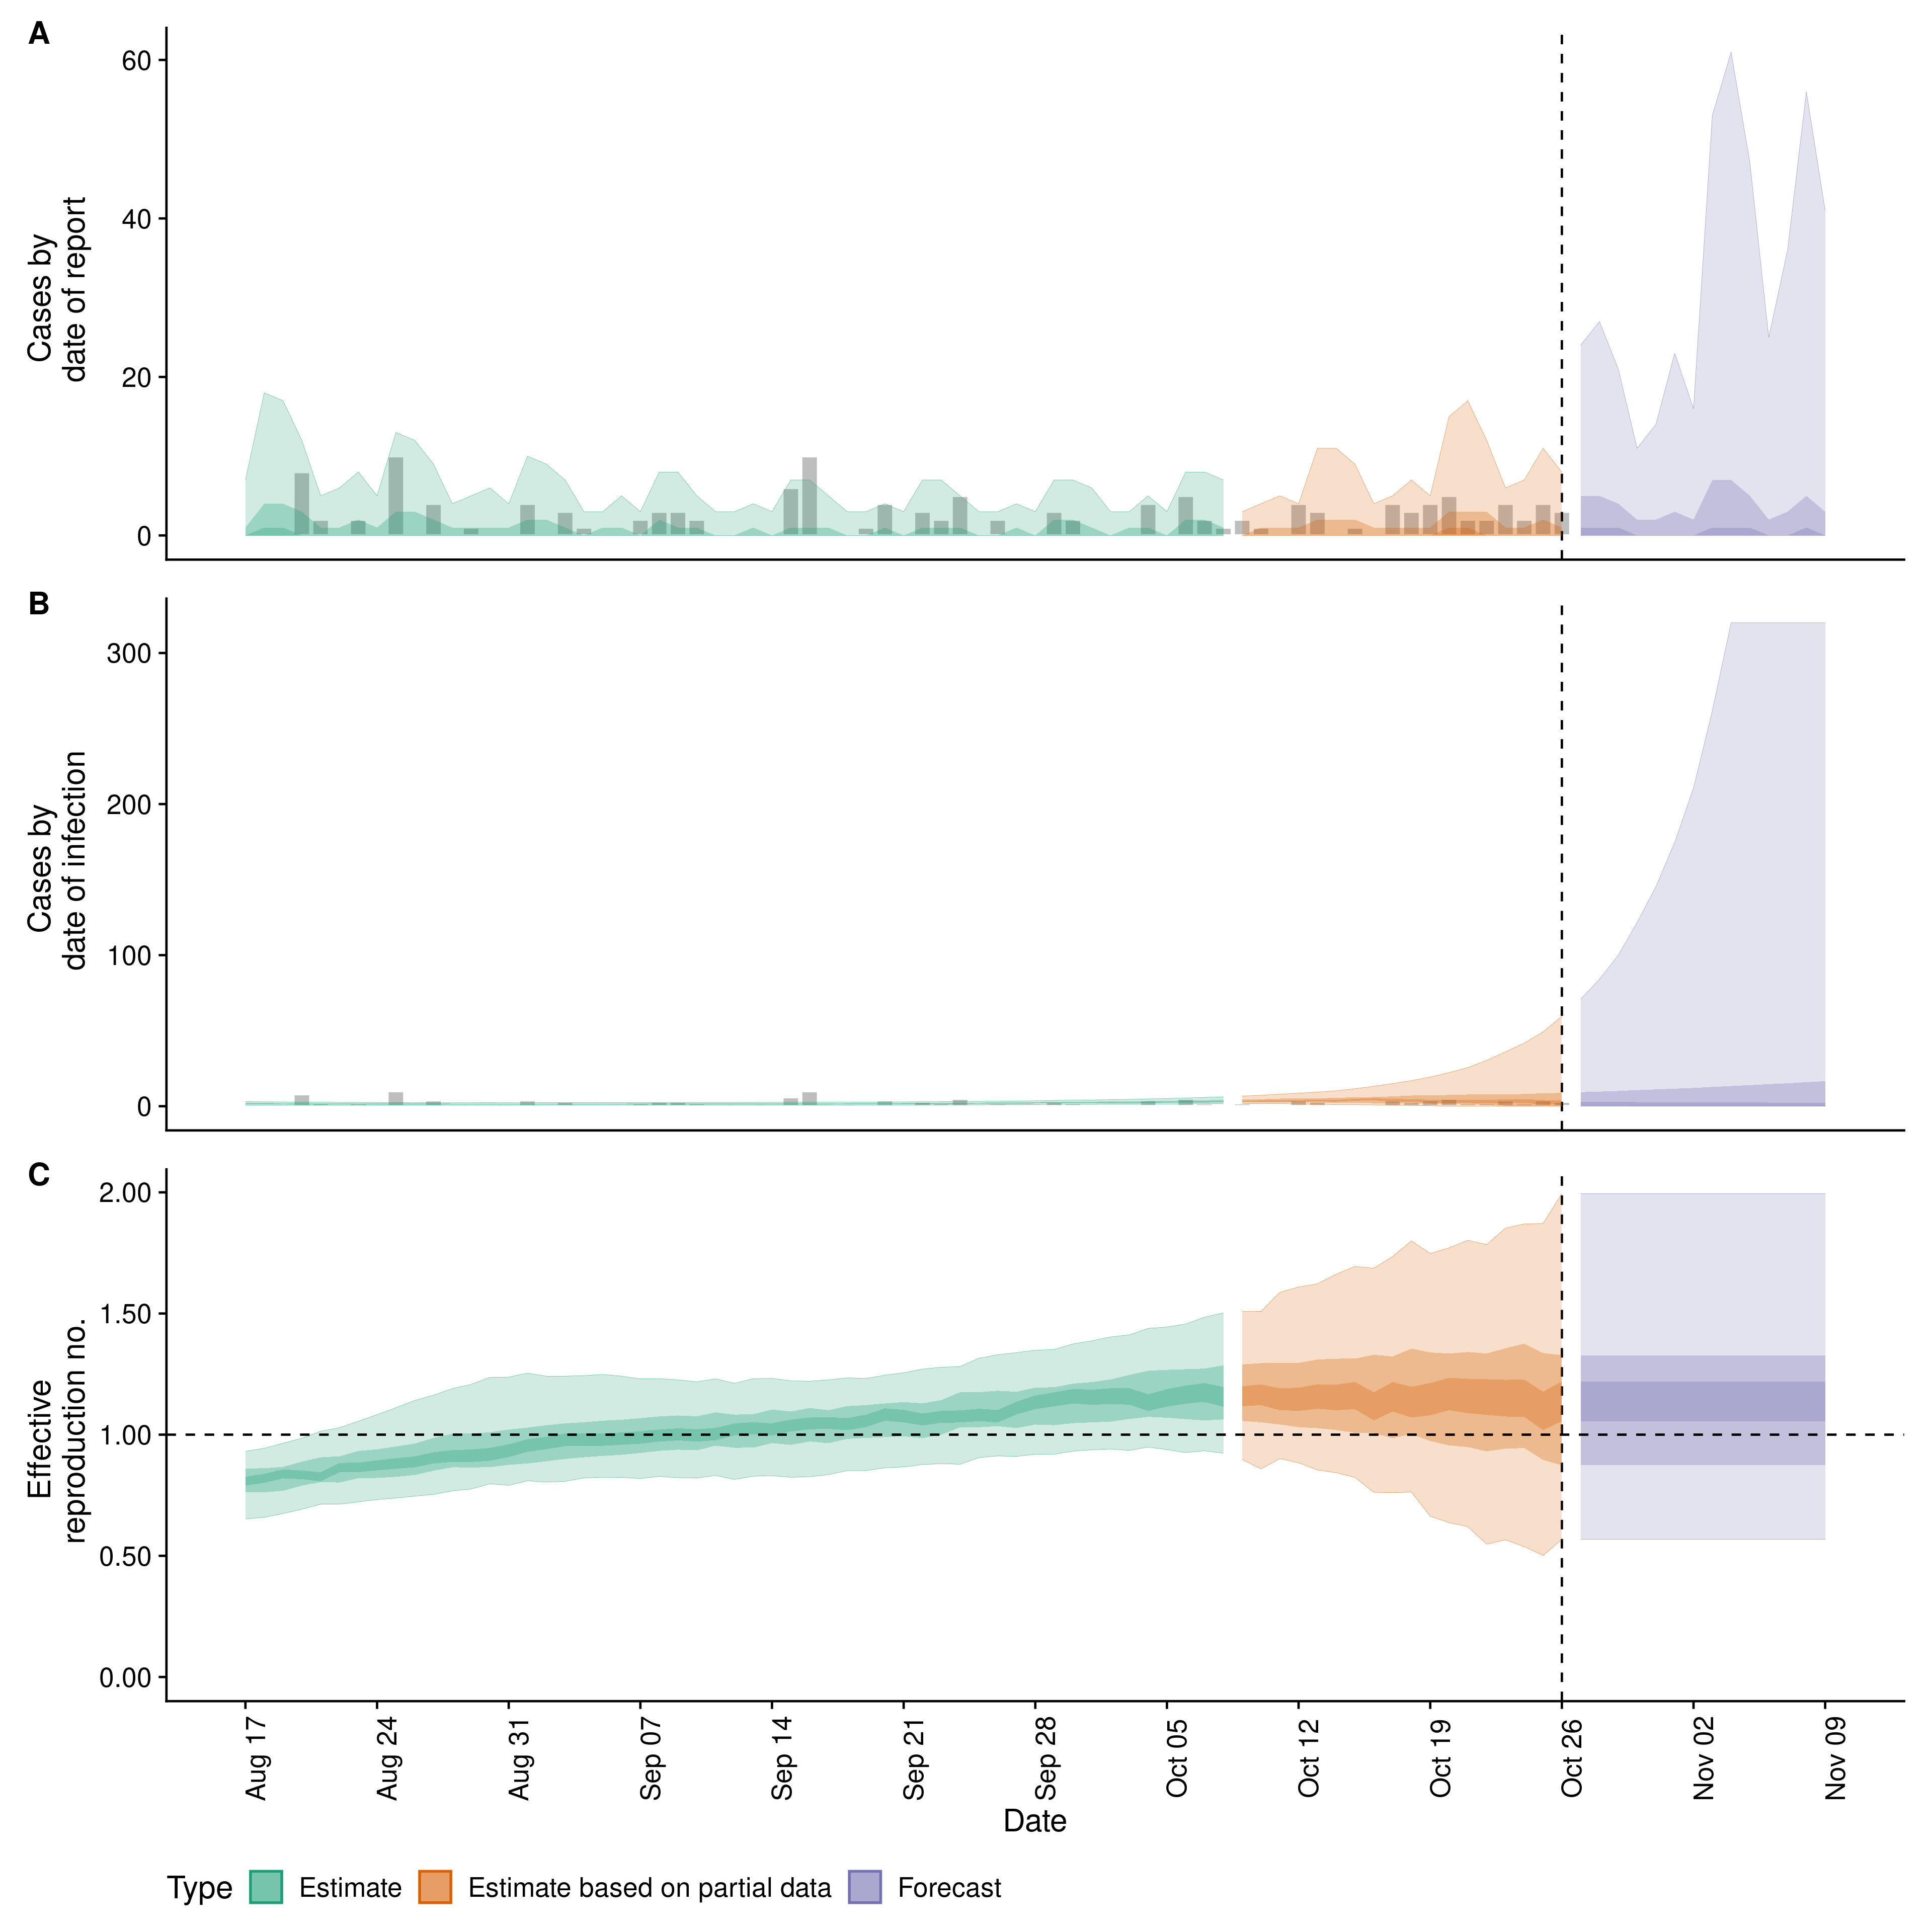 A
60
40
20
0
Cases by
date of report
B
300
200
100
0
Cases by
date of infection
C
2.00
1.50
1.00
0.50
0.00
Effective
reproduction no.
Aug 17
Aug 24
Aug 31
Sep 07
Sep 14
Sep 21
Sep 28
Oct 05
Oct 12
Oct 19
Oct 26
Nov 02
Nov 09
Date
Type Estimate Estimate based on partial data Forecast